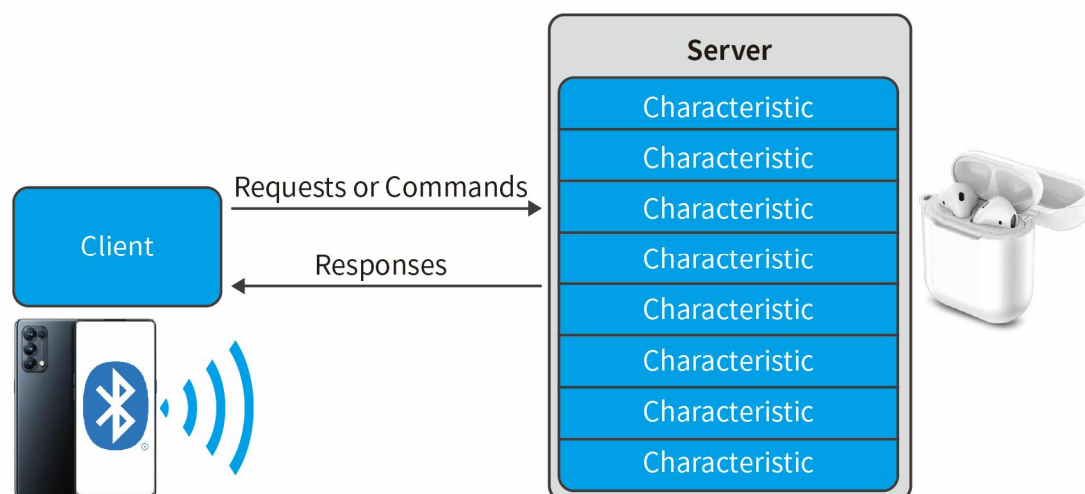 Server
Characteristic
Characteristic
Characteristic
Characteristic
Characteristic
Characteristic
Characteristic
Characteristic
Requests or Commands
Client
Responses